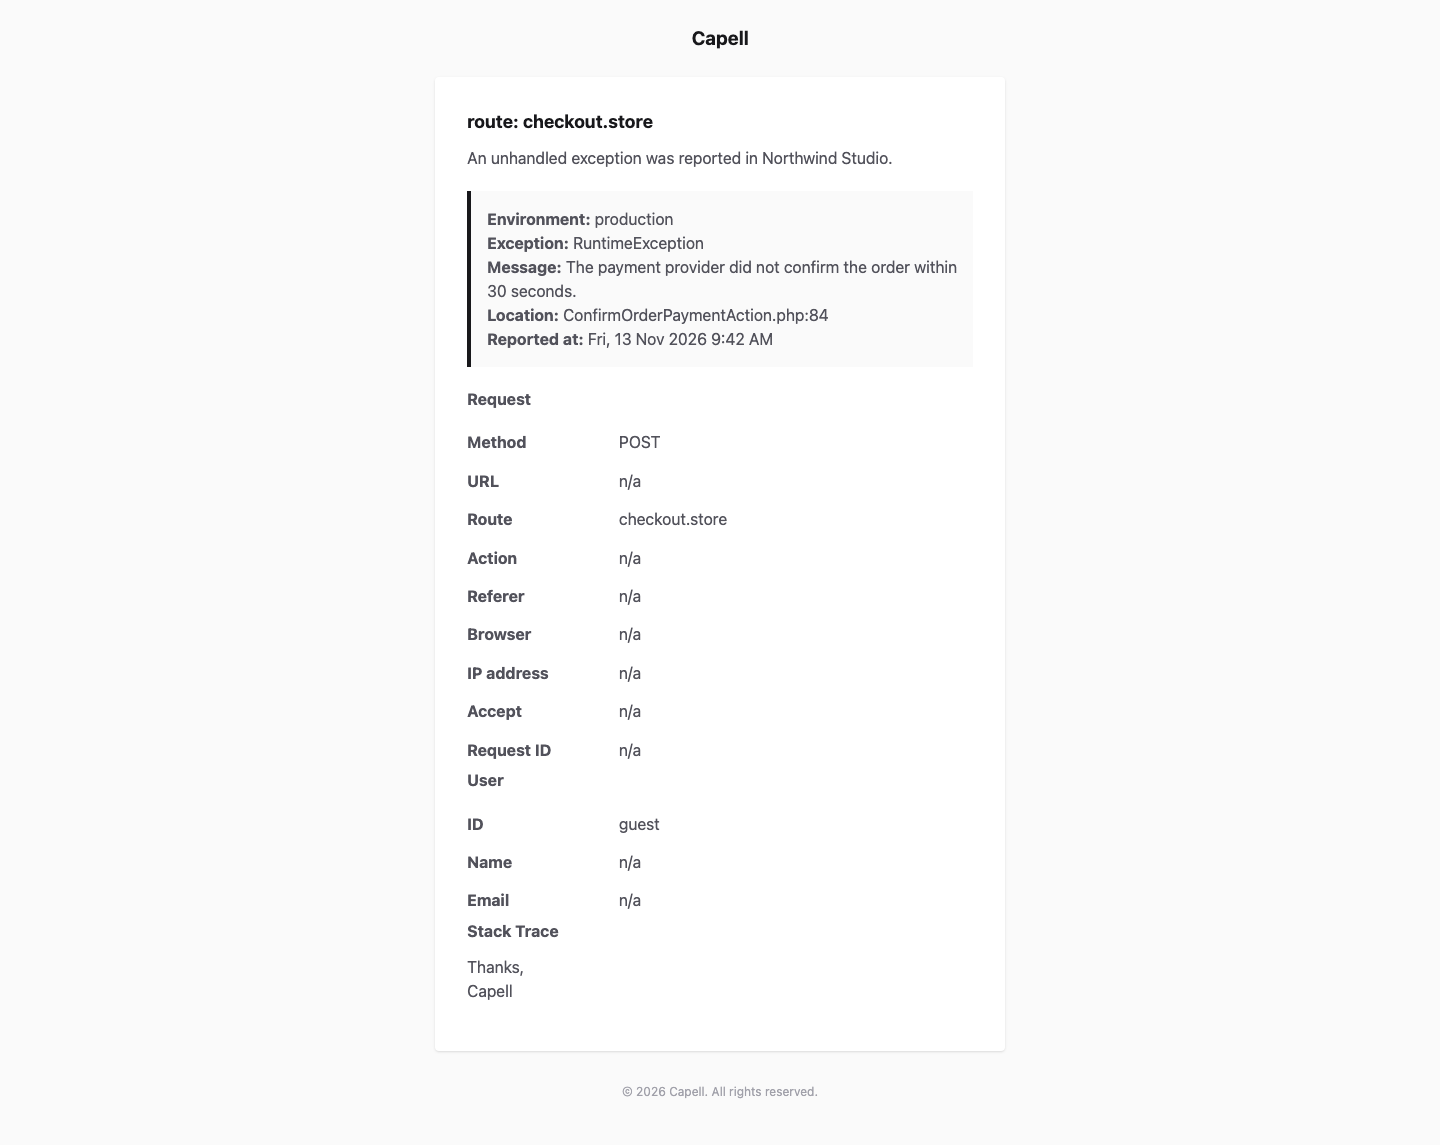 Capell
route: checkout.store
An unhandled exception was reported in Northwind Studio.
Environment: production
Exception: RuntimeException
Message: The payment provider did not confirm the order within
30 seconds.
Location: ConfirmOrderPaymentAction.php:84
Reported at: Fri, 13 Nov 2026 9:42 AM
Request
Method POST
URL n/a
Route checkout.store
Action n/a
Referer n/a
Browser n/a
IP address n/a
Accept n/a
Request ID n/a
User
ID guest
Name n/a
Email n/a
Stack Trace
Thanks,
Capell
© 2026 Capell. All rights reserved.